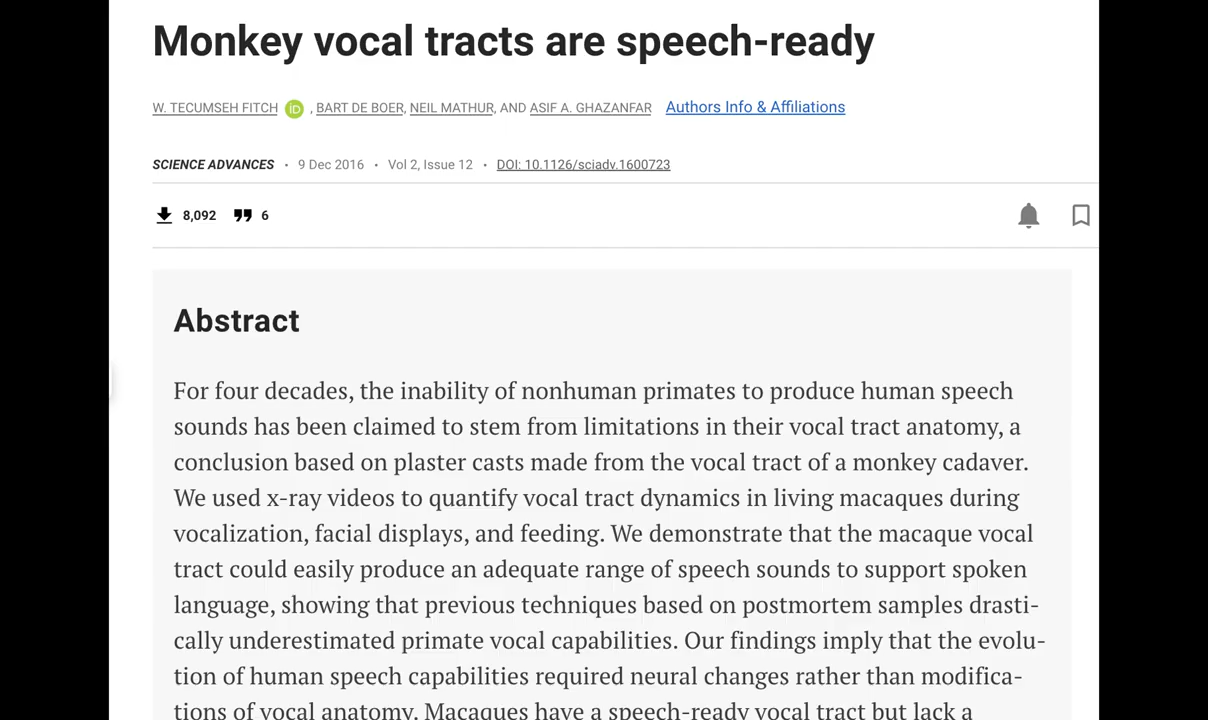 Monkey vocal tracts are speech-ready
W. TECUMSEH FITCH iD , BART DE BOER, NEIL MATHUR, AND ASIF A. GHAZANFAR Authors Info & Affiliations
SCIENCE ADVANCES • 9 Dec 2016 • Vol 2, Issue 12 • DOI: 10.1126/sciadv.1600723
8,092 6
Abstract
For four decades, the inability of nonhuman primates to produce human speech
sounds has been claimed to stem from limitations in their vocal tract anatomy, a
conclusion based on plaster casts made from the vocal tract of a monkey cadaver.
We used x-ray videos to quantify vocal tract dynamics in living macaques during
vocalization, facial displays, and feeding. We demonstrate that the macaque vocal
tract could easily produce an adequate range of speech sounds to support spoken
language, showing that previous techniques based on postmortem samples drasti-
cally underestimated primate vocal capabilities. Our findings imply that the evolu-
tion of human speech capabilities required neural changes rather than modifica-
tions of vocal anatomy. Macaques have a speech-ready vocal tract but lack a